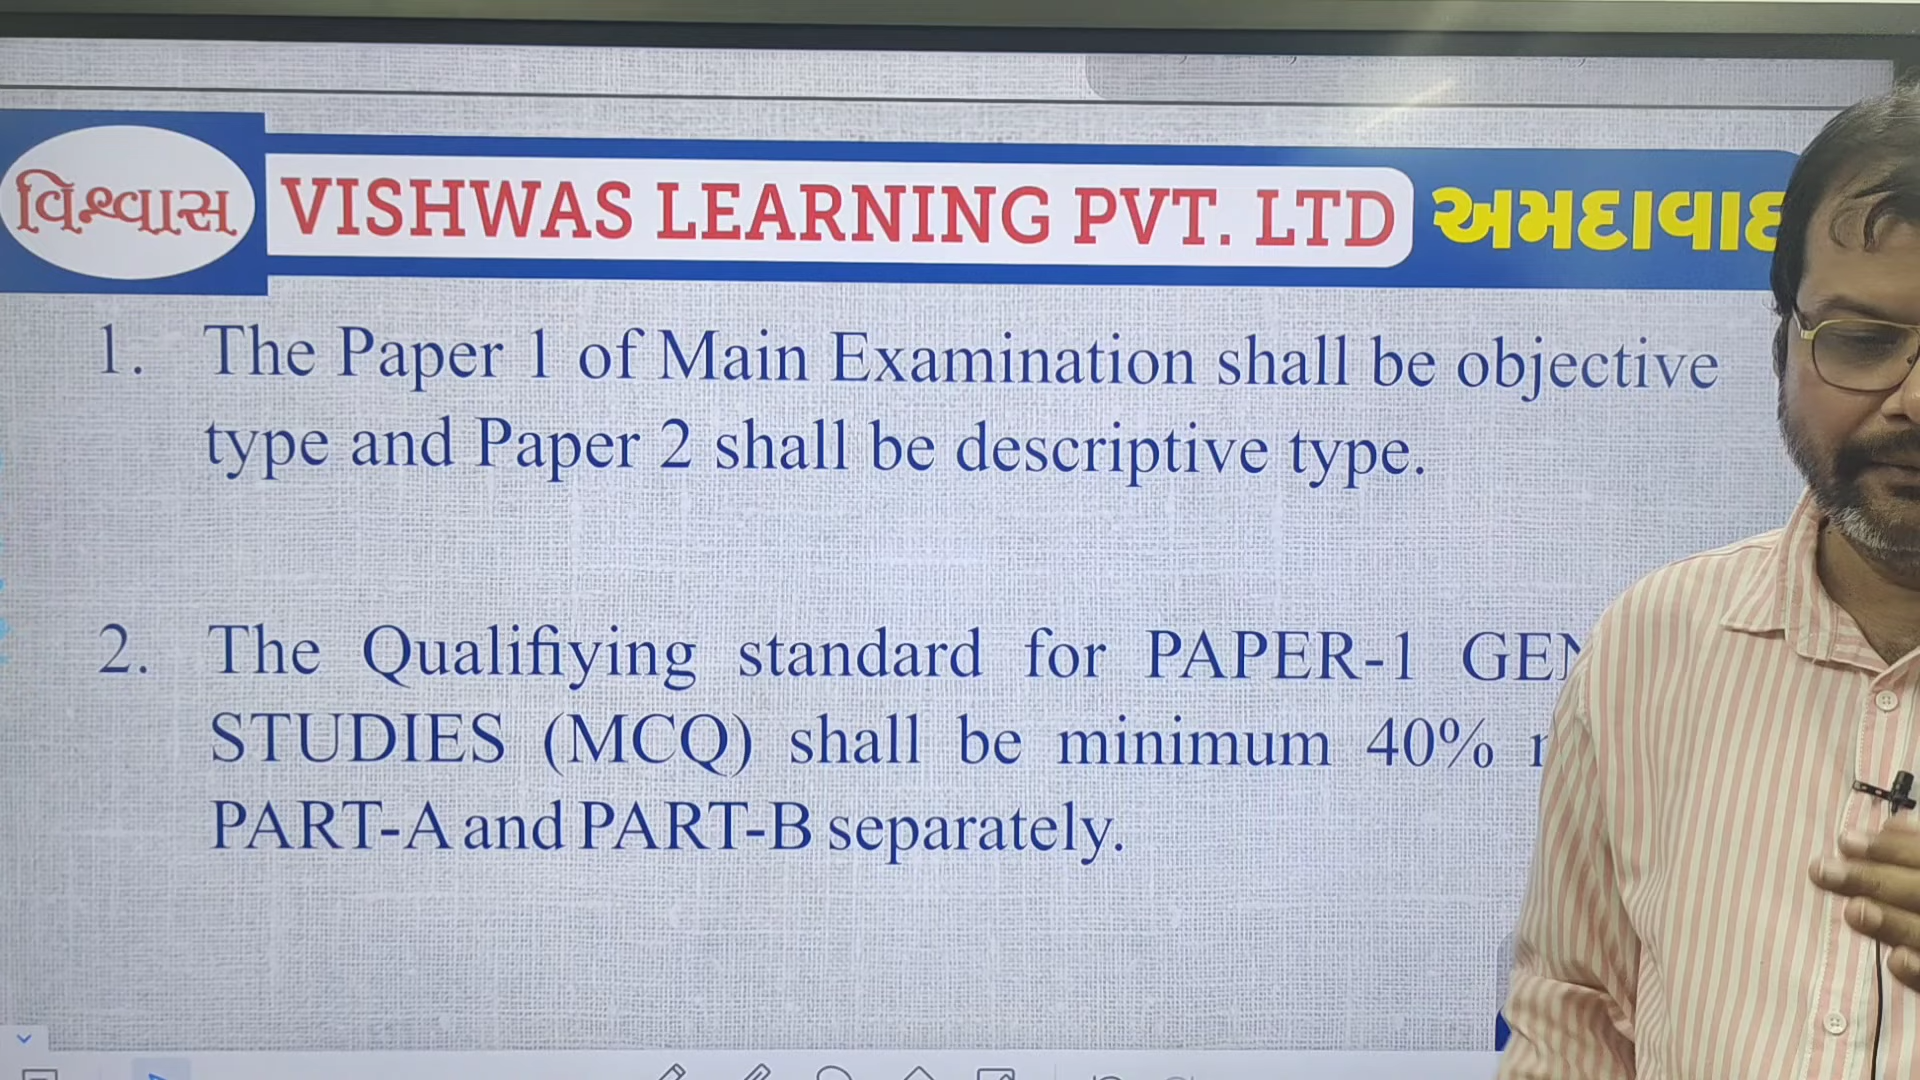 વિશ્વાસ VISHWAS LEARNING PVT. LTD
1. The Paper 1 of Main Examination shall be objective
type and Paper 2 shall be descriptive type.
2. The Qualifiying standard for PAPER-1
STUDIES (MCQ) shall be minimum 40%
PART-A and PART-B separately.